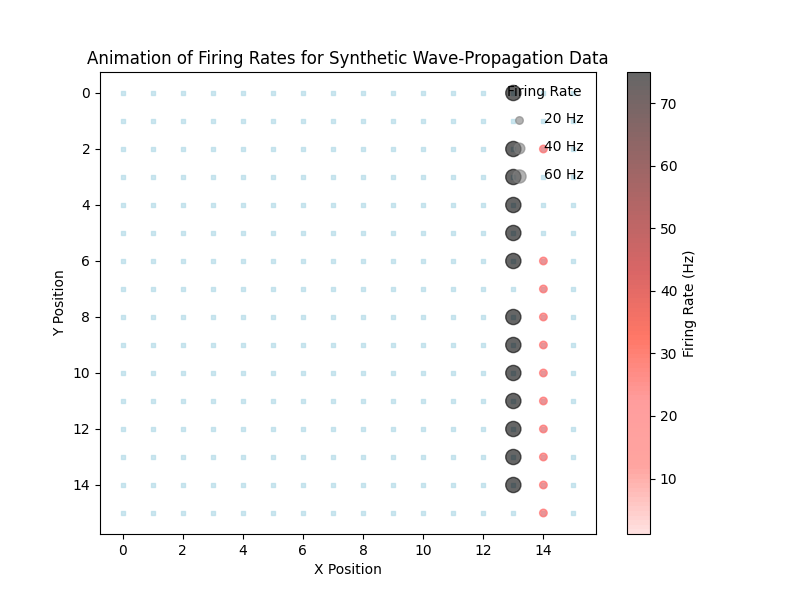 Animation of Firing Rates for Synthetic Wave-Propagation Data
Firing Rate
20 Hz
40 Hz
60 Hz
0
2
4
6
8
10
12
14
Y Position
0 2 4 6 8 10 12 14
X Position
70
60
50
40
30
20
10
Firing Rate (Hz)